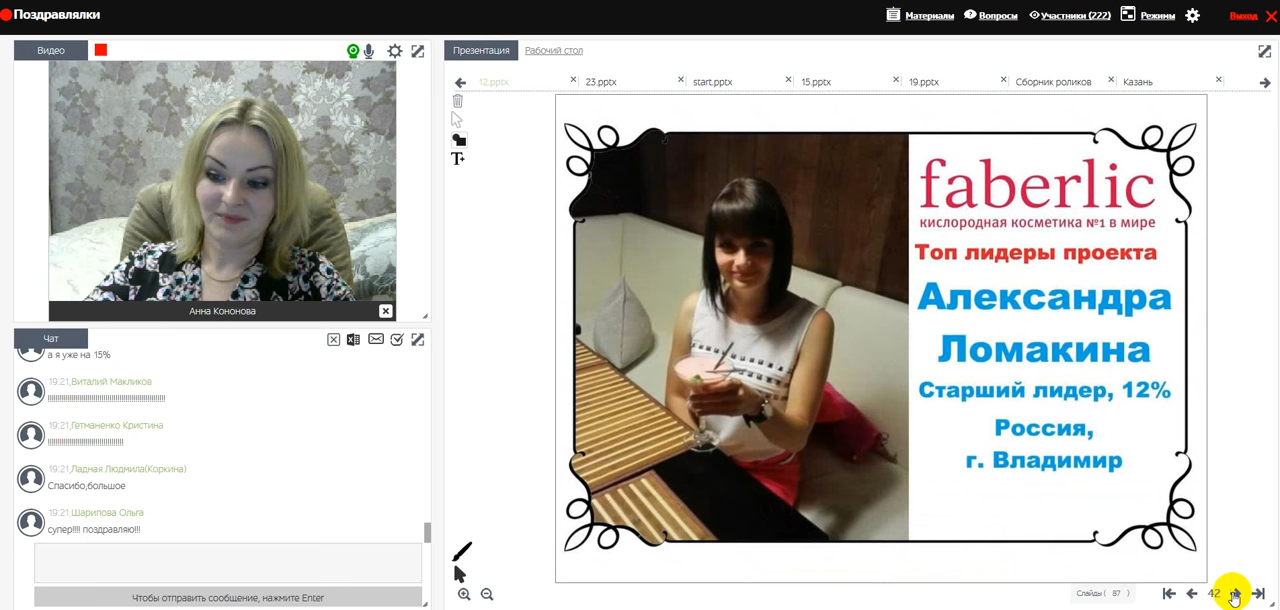 Поздравлялки
Материалы
Вопросы
Участники (222)
Режимы
Выход
Видео
Анна Кононова
Чат
а я уже на 15%
19:21, Виталий Макликов
!!!!!!!!!!!!!!!!!!!!!!!!!!!!!!!!!!!!!!!!!!!!!!!!!!!!!!!!!!
19:21, Гетманенко Кристина
!!!!!!!!!!!!!!!!!!!!!!!!!!!!!!!!!!!!!
19:21, Ладная Людмила(Коркина)
Спасибо,большое
19:21, Шарипова Ольга
супер!!!! поздравляю!!!
Чтобы отправить сообщение, нажмите Enter
Презентация
Рабочий стол
12.pptx
23.pptx
start.pptx
15.pptx
19.pptx
Сборник роликов
Казань
faberlic
кислородная косметика №1 в мире
Топ лидеры проекта
Александра
Ломакина
Старший лидер, 12%
Россия,
г. Владимир
Слайды ( 87 )
42